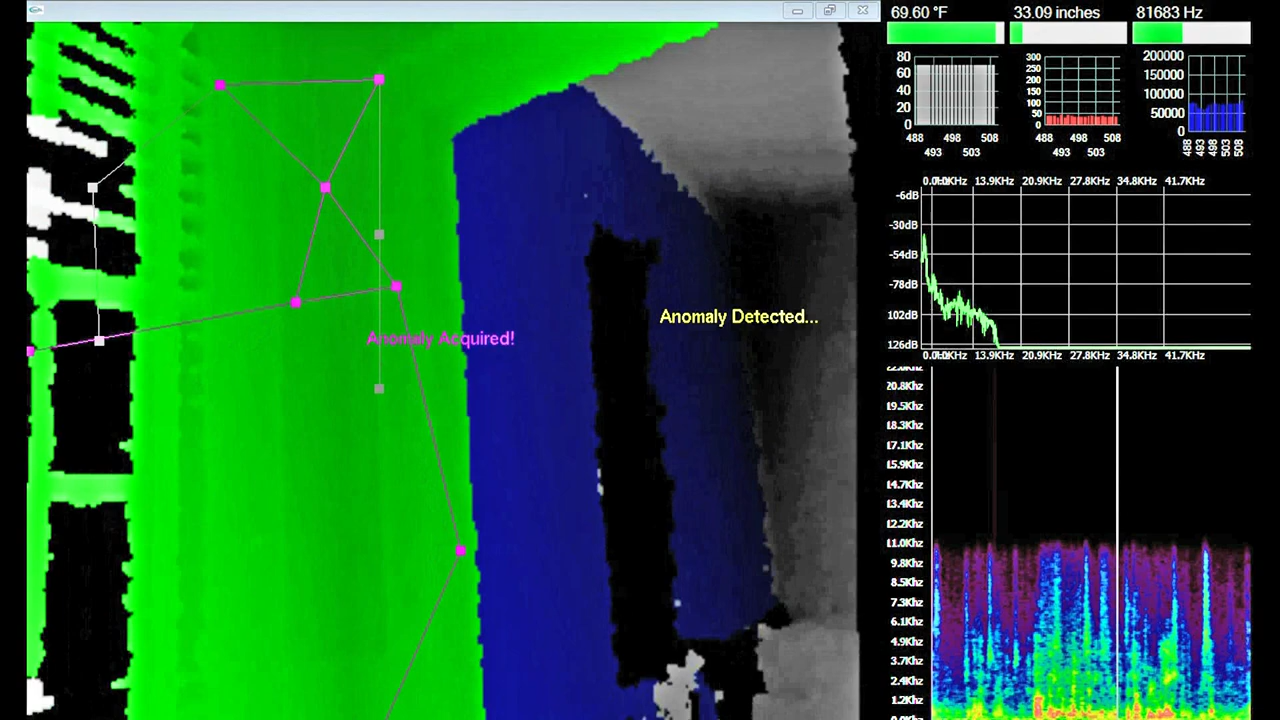 69.60 °F 33.09 inches 81683 Hz
80
60
40
20
0
488 498 508
493 503
300
250
200
150
100
50
0
488 498 508
493 503
200000
150000
100000
50000
0
488 493 498 503 508
13.9KHz 20.9KHz 27.8KHz 34.8KHz 41.7KHz
-6dB
-30dB
-54dB
-78dB
102dB
126dB
13.9KHz 20.9KHz 27.8KHz 34.8KHz 41.7KHz
Anomaly Detected...
Anomaly Acquired!
20.8Khz
19.5Khz
18.3Khz
17.1Khz
15.9Khz
14.7Khz
13.4Khz
12.2Khz
11.0Khz
9.8Khz
8.5Khz
7.3Khz
6.1Khz
4.9Khz
3.7Khz
2.4Khz
1.2Khz